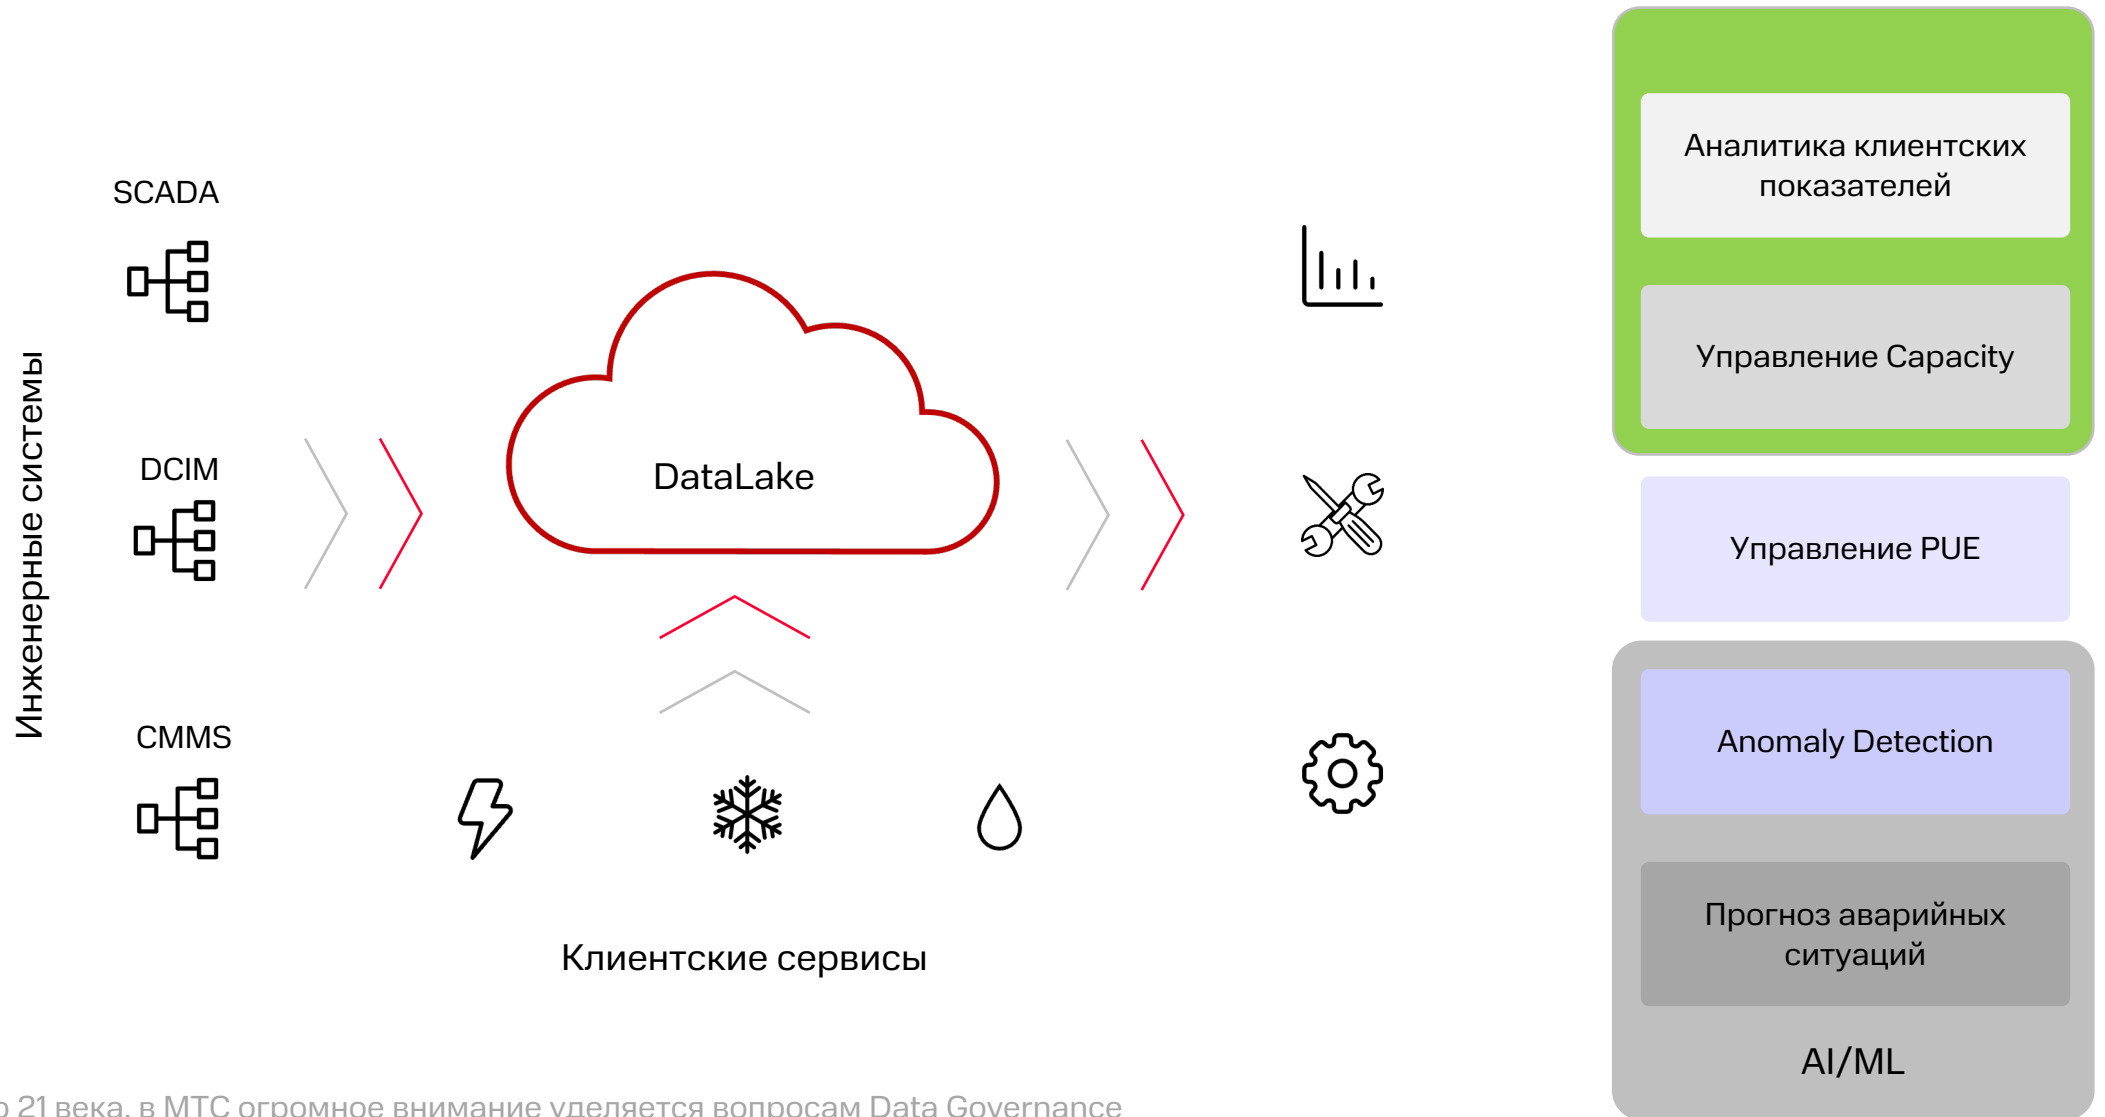 Инженерные системы
SCADA
DCIM
CMMS
DataLake
Клиентские сервисы
Аналитика клиентских
показателей
Управление Capacity
Управление PUE
Anomaly Detection
Прогноз аварийных
ситуаций
AI/ML
21 века, в МТС огромное внимание уделяется вопросам Data Governance